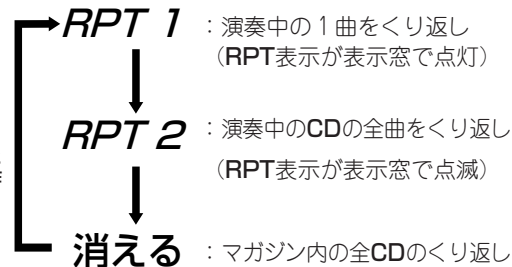 RPT 1 ：演奏中の1曲をくり返し
（RPT表示が表示窓で点灯）
RPT 2 ：演奏中のCDの全曲をくり返し
（RPT表示が表示窓で点滅）
消える ：マガジン内の全CDのくり返し